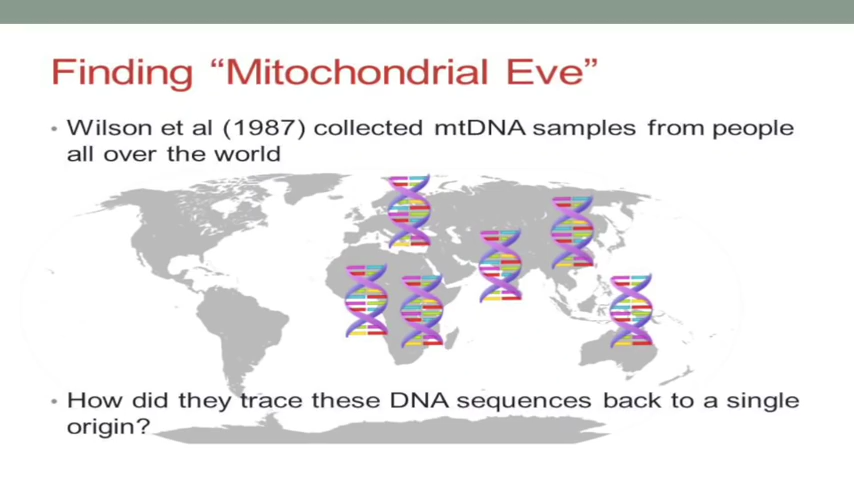 Finding “Mitochondrial Eve”
• Wilson et al (1987) collected mtDNA samples from people
all over the world
• How did they trace these DNA sequences back to a single
origin?